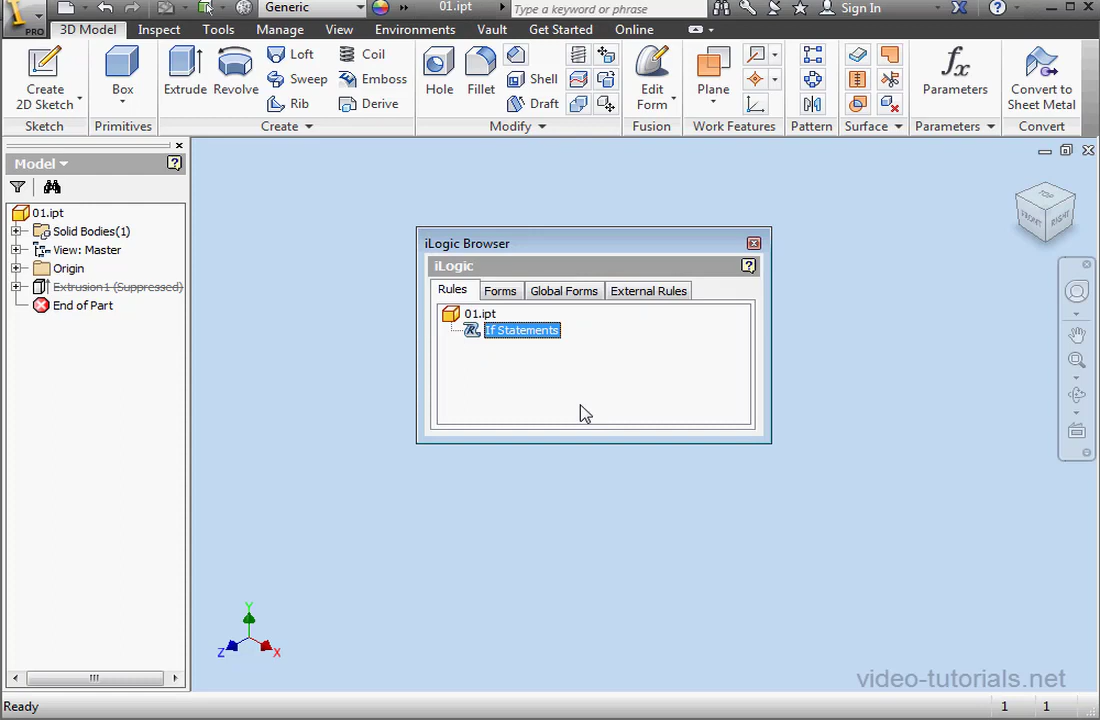 Generic 01.ipt Type a keyword or phrase Sign In
PRO 3D Model Inspect Tools Manage View Environments Vault Get Started Online
Create 2D Sketch
Box
Extrude
Revolve
Loft
Sweep
Rib
Coil
Emboss
Derive
Hole
Fillet
Shell
Draft
Edit Form
Plane
Parameters
Convert to Sheet Metal
Sketch Primitives Create Modify Fusion Work Features Pattern Surface Parameters Convert
Model
01.ipt
Solid Bodies(1)
View: Master
Origin
Extrusion1 (Suppressed)
End of Part
iLogic Browser
iLogic
Rules Forms Global Forms External Rules
01.ipt
If Statements
TOP
FRONT RIGHT
Y
Z X
video-tutorials.net
Ready 1 1